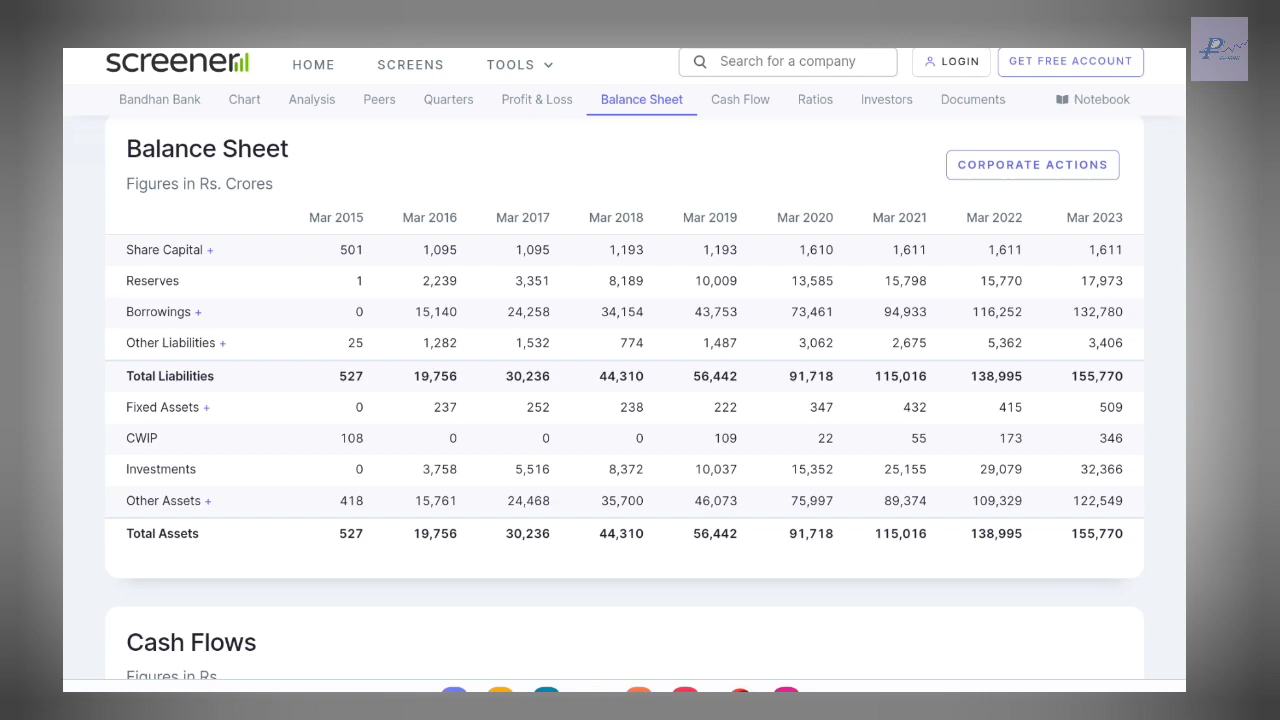 screener
HOME SCREENS TOOLS Search for a company LOGIN GET FREE ACCOUNT
Bandhan Bank Chart Analysis Peers Quarters Profit & Loss Balance Sheet Cash Flow Ratios Investors Documents Notebook
Balance Sheet
CORPORATE ACTIONS
Figures in Rs. Crores
Mar 2015 Mar 2016 Mar 2017 Mar 2018 Mar 2019 Mar 2020 Mar 2021 Mar 2022 Mar 2023
Share Capital + 501 1,095 1,095 1,193 1,193 1,610 1,611 1,611 1,611
Reserves 1 2,239 3,351 8,189 10,009 13,585 15,798 15,770 17,973
Borrowings + 0 15,140 24,258 34,154 43,753 73,461 94,933 116,252 132,780
Other Liabilities + 25 1,282 1,532 774 1,487 3,062 2,675 5,362 3,406
Total Liabilities 527 19,756 30,236 44,310 56,442 91,718 115,016 138,995 155,770
Fixed Assets + 0 237 252 238 222 347 432 415 509
CWIP 108 0 0 0 109 22 55 173 346
Investments 0 3,758 5,516 8,372 10,037 15,352 25,155 29,079 32,366
Other Assets + 418 15,761 24,468 35,700 46,073 75,997 89,374 109,329 122,549
Total Assets 527 19,756 30,236 44,310 56,442 91,718 115,016 138,995 155,770
Cash Flows
Figures in Rs.